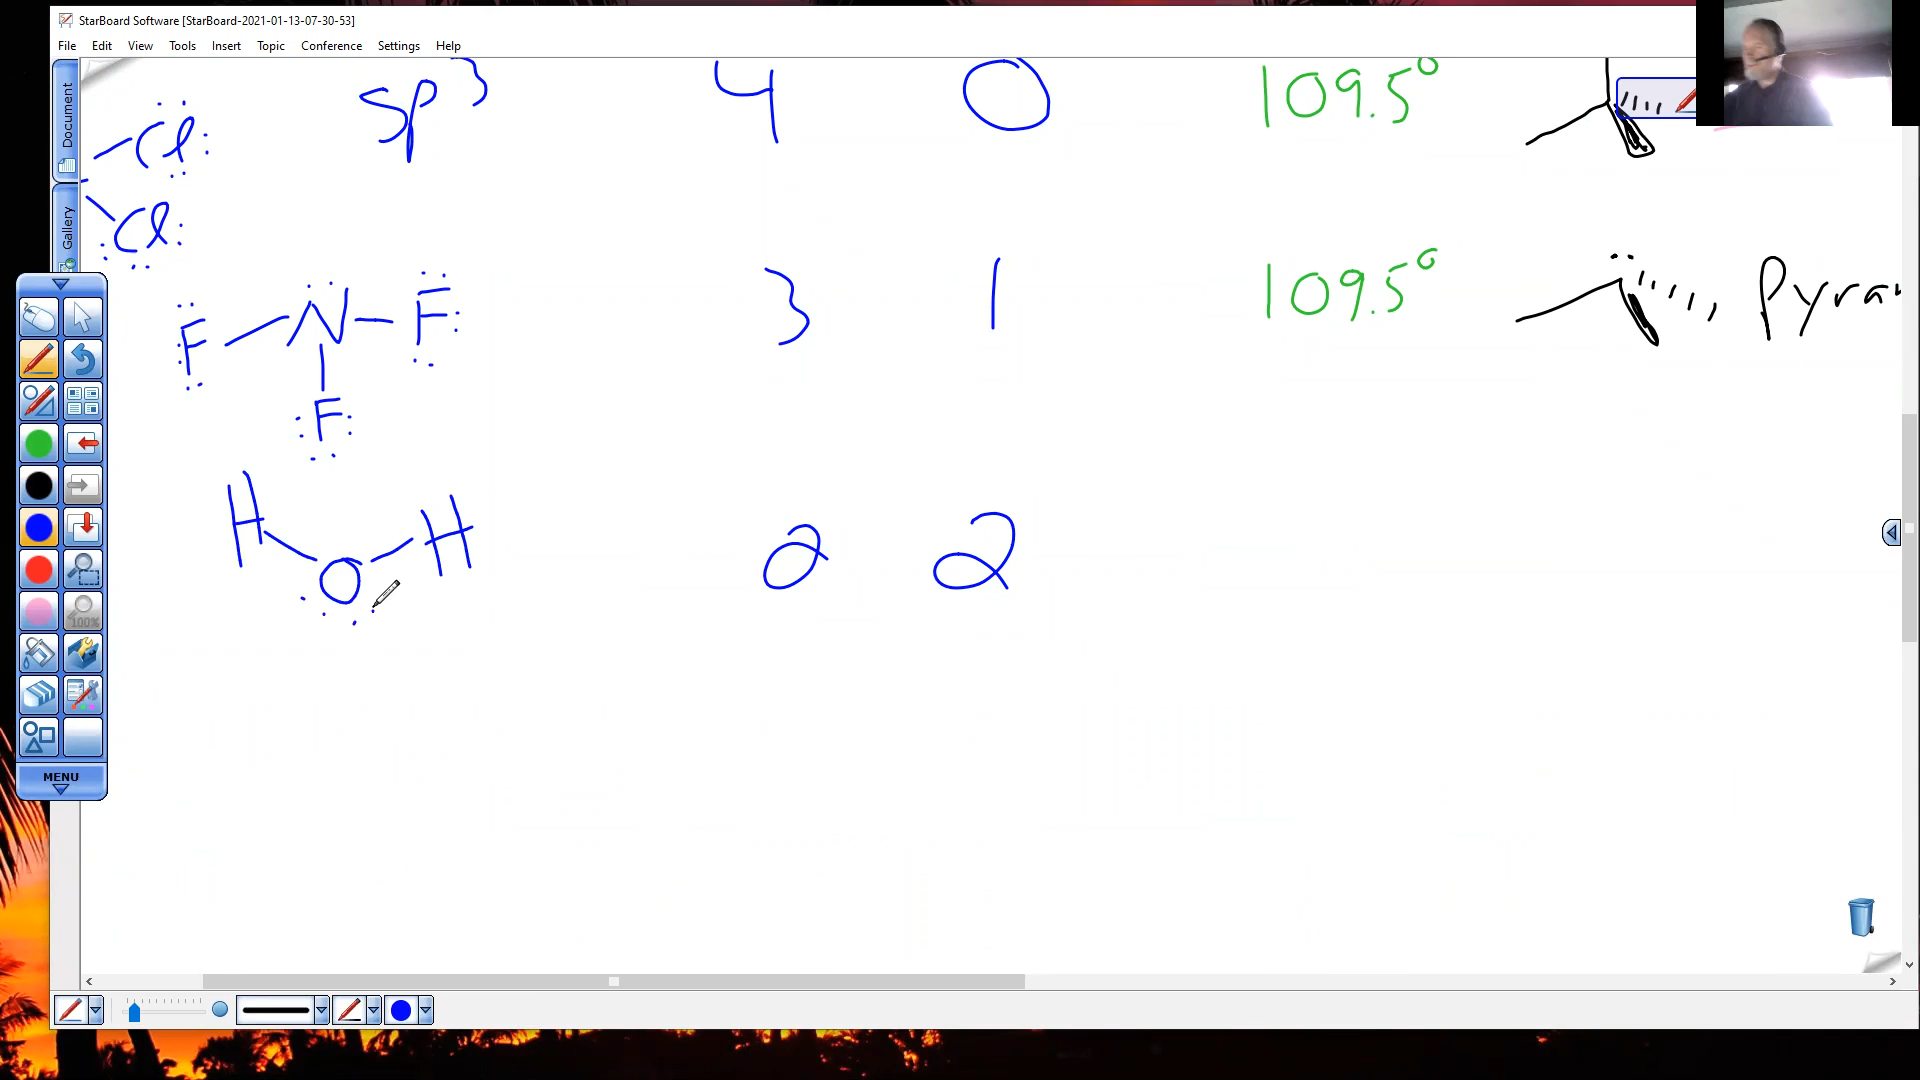 StarBoard Software [StarBoard-2021-01-13-07-30-53]
File Edit View Tools Insert Topic Conference Settings Help
Document
Gallery
sp3 4 0 109.5°
Cl
Cl
F N F 3 1 109.5° Pyra
F
H O H 2 2
100%
MENU